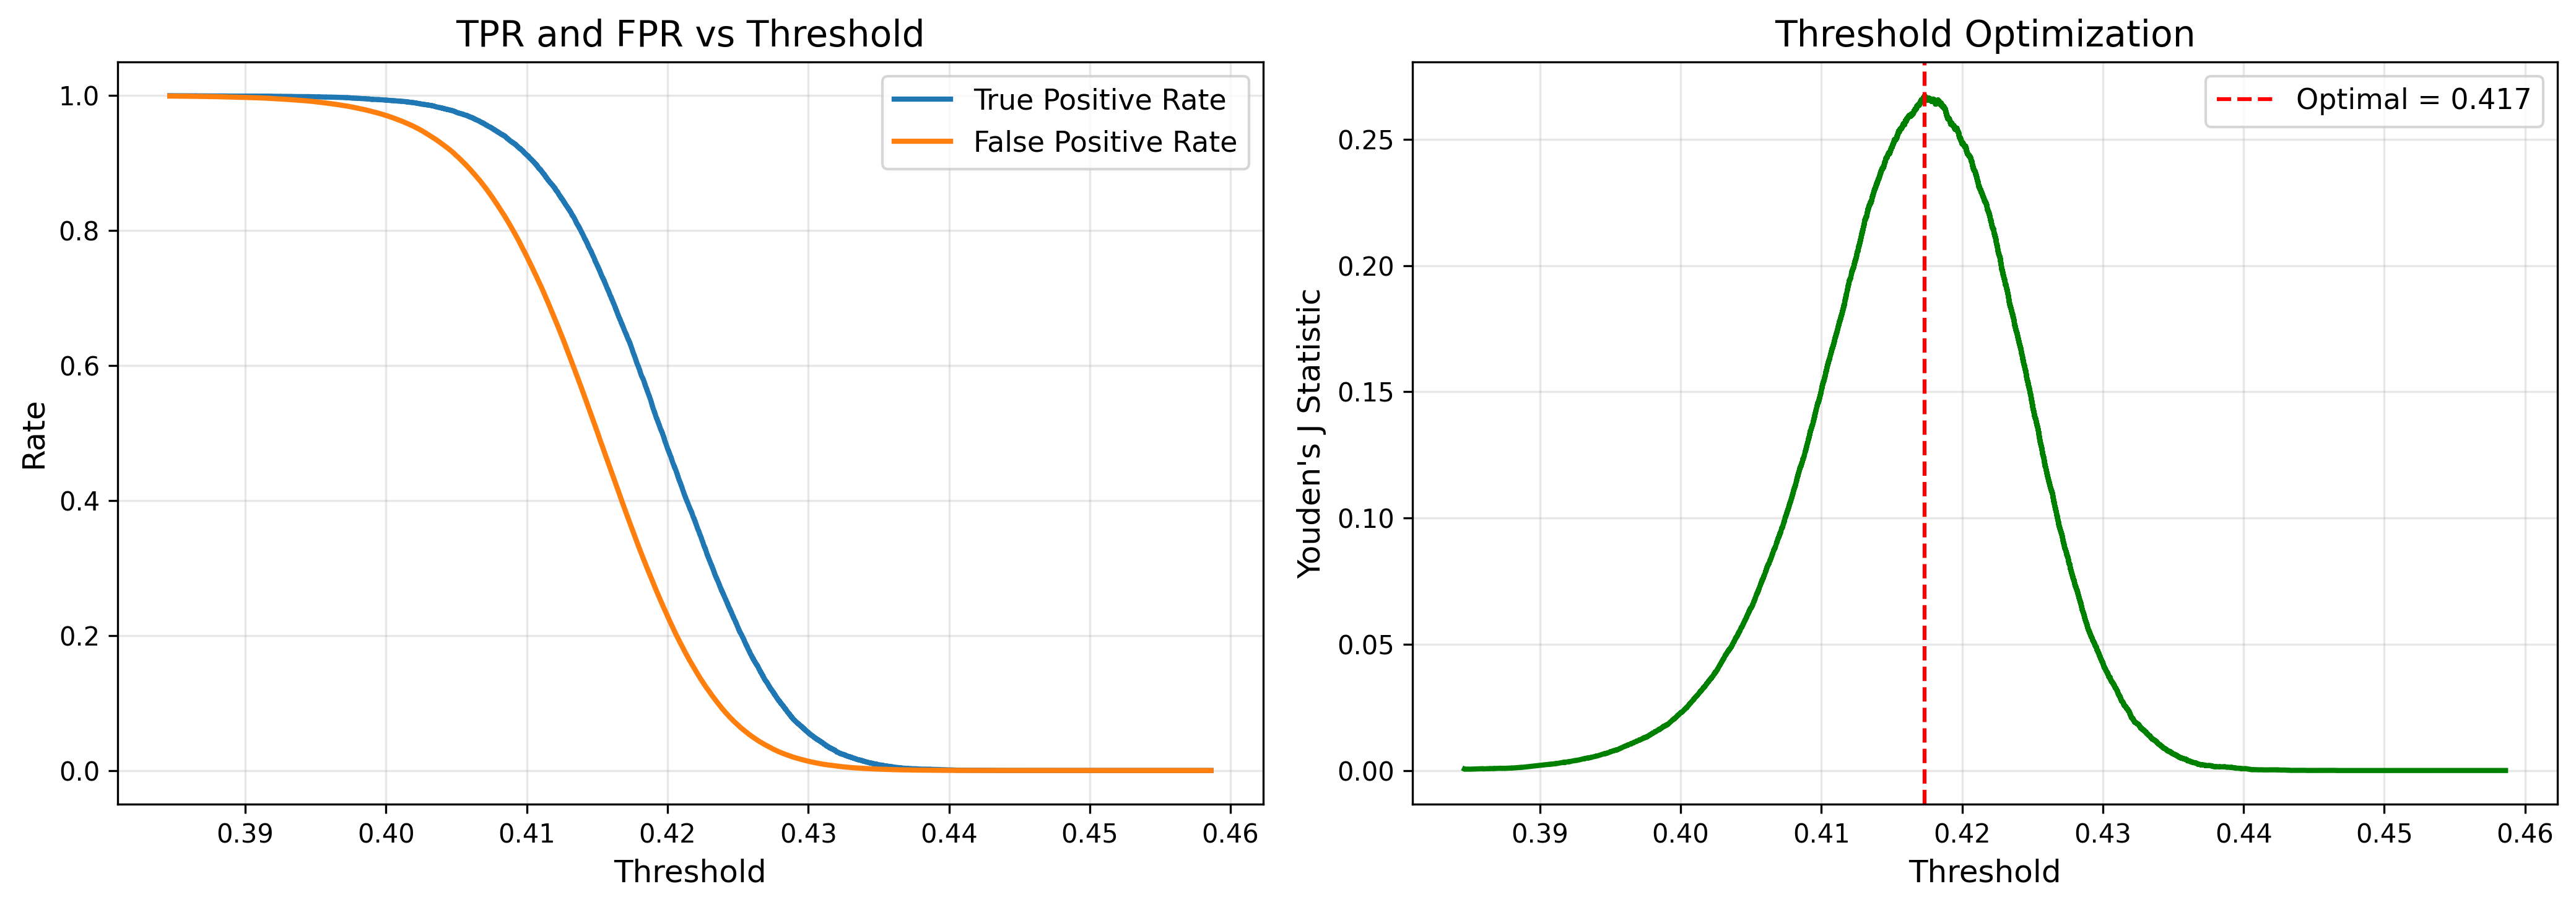 TPR and FPR vs Threshold
True Positive Rate
False Positive Rate
Rate
1.0
0.8
0.6
0.4
0.2
0.0
0.39 0.40 0.41 0.42 0.43 0.44 0.45 0.46
Threshold
Threshold Optimization
Optimal = 0.417
Youden's J Statistic
0.25
0.20
0.15
0.10
0.05
0.00
0.39 0.40 0.41 0.42 0.43 0.44 0.45 0.46
Threshold